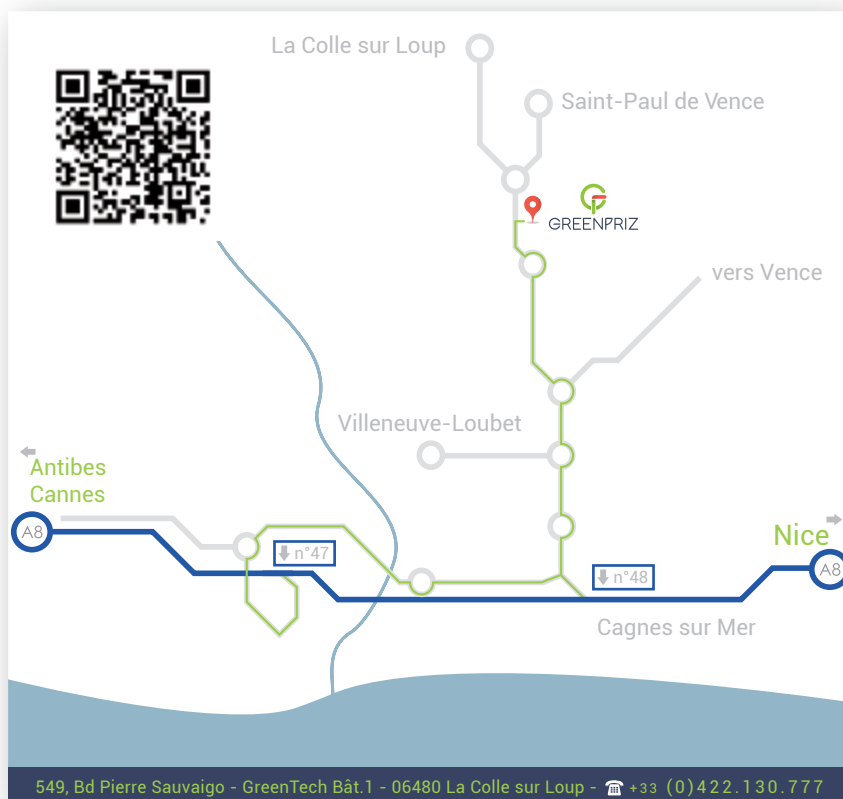 La Colle sur Loup
Saint-Paul de Vence
GREENPRIZ
vers Vence
Villeneuve-Loubet
Antibes
Cannes
A8
n°47
Nice
A8
n°48
Cagnes sur Mer
549, Bd Pierre Sauvaigo - GreenTech Bât.1 - 06480 La Colle sur Loup - ☎ +33 (0)422.130.777